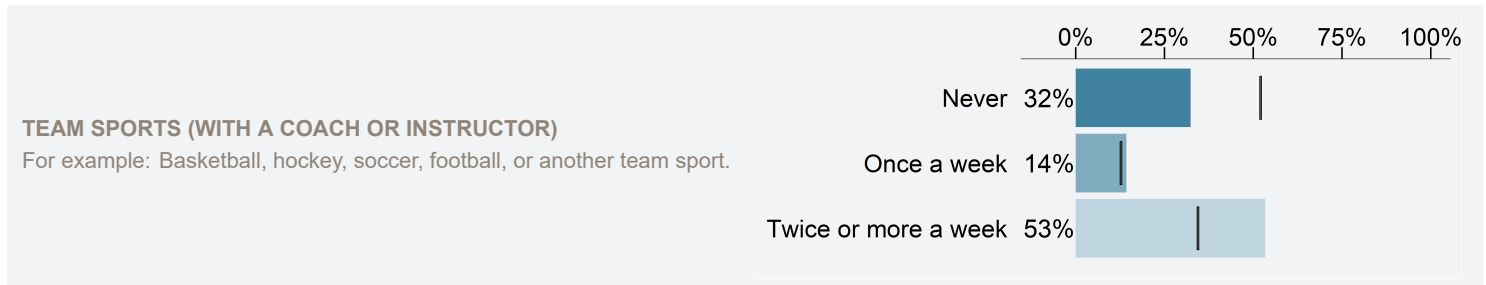 TEAM SPORTS (WITH A COACH OR INSTRUCTOR)
For example: Basketball, hockey, soccer, football, or another team sport.
0% 25% 50% 75% 100%
Never 32%
Once a week 14%
Twice or more a week 53%